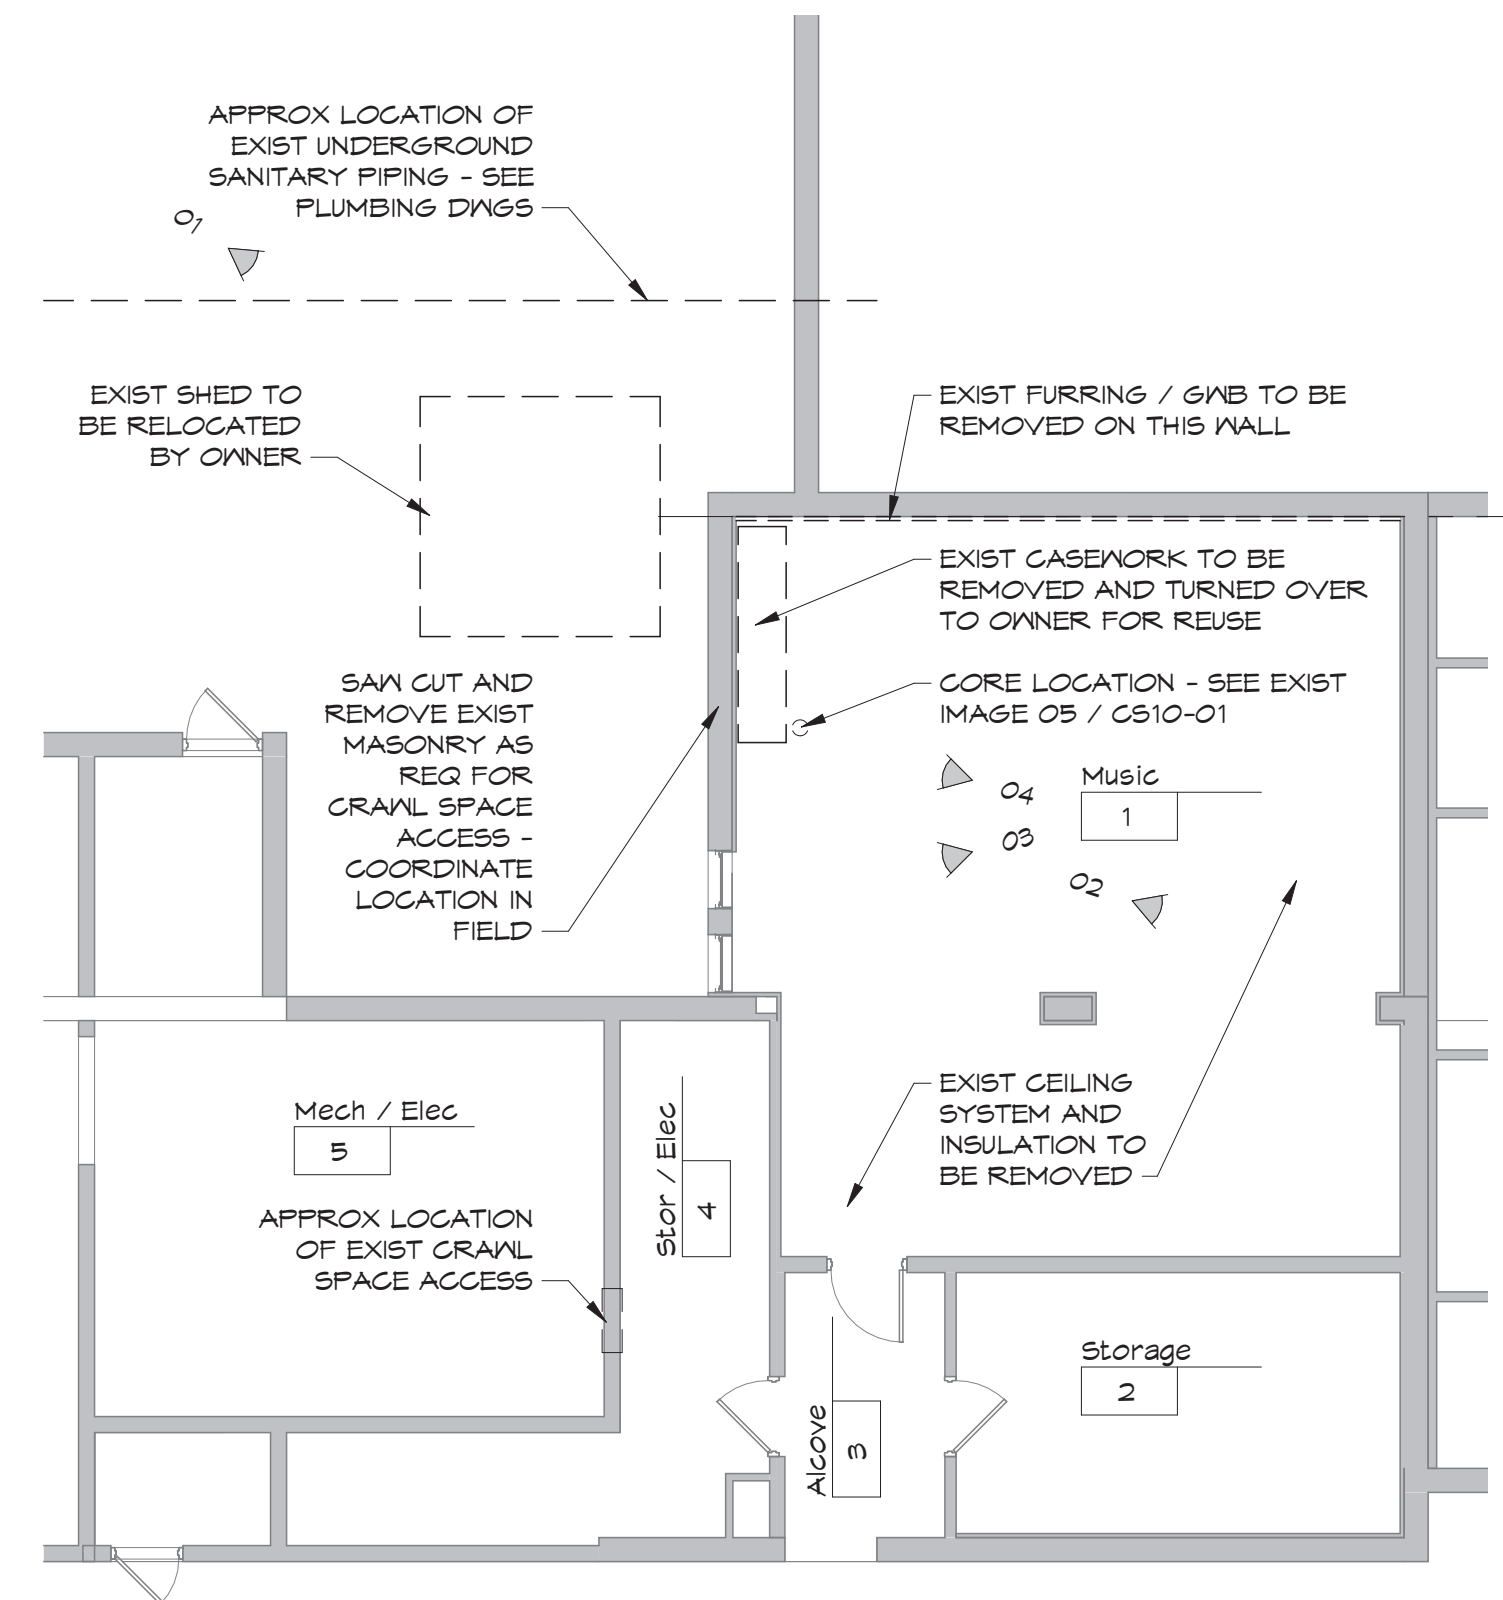 APPROX LOCATION OF
EXIST UNDERGROUND
SANITARY PIPING - SEE
PLUMBING DWGS
01
EXIST SHED TO
BE RELOCATED
BY OWNER
EXIST FURRING / GWB TO BE
REMOVED ON THIS WALL
EXIST CASEWORK TO BE
REMOVED AND TURNED OVER
TO OWNER FOR REUSE
SAW CUT AND
REMOVE EXIST
MASONRY AS
REQ FOR
CRAWL SPACE
ACCESS -
COORDINATE
LOCATION IN
FIELD
CORE LOCATION - SEE EXIST
IMAGE 05 / CS10-01
04
03
02
Music
1
EXIST CEILING
SYSTEM AND
INSULATION TO
BE REMOVED
Mech / Elec
5
Stor / Elec
4
APPROX LOCATION
OF EXIST CRAWL
SPACE ACCESS
Alcove
3
Storage
2